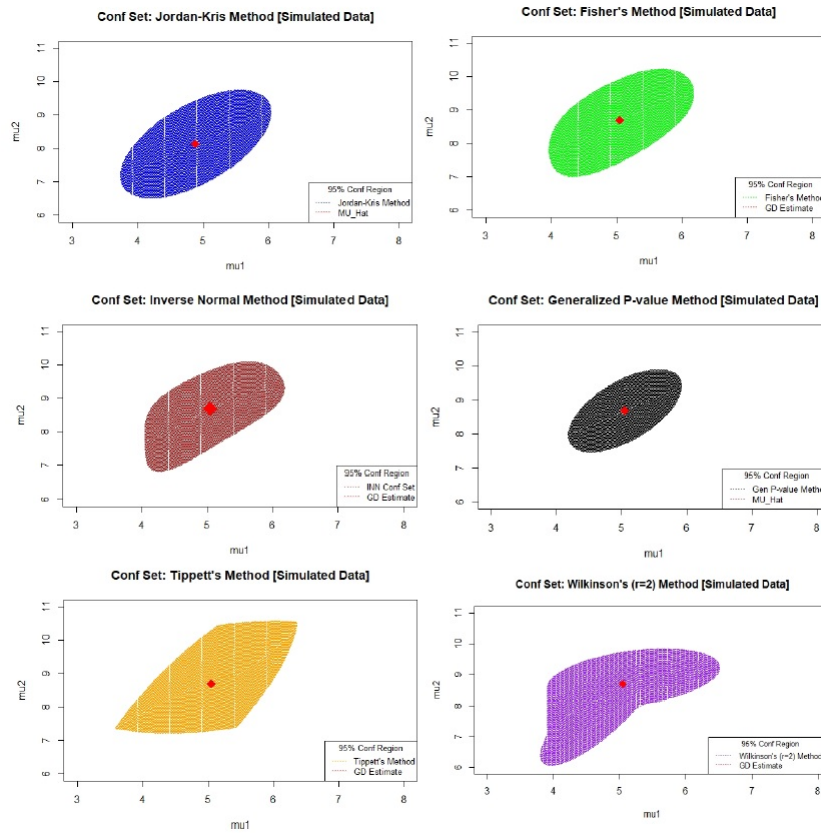 Conf Set: Jordan-Kris Method [Simulated Data]
mu2
11
10
9
8
7
6
95% Conf Region
Jordan-Kris Method
MU_Hat
3 4 5 6 7 8
mu1
Conf Set: Fisher's Method [Simulated Data]
mu2
11
10
9
8
7
6
95% Conf Region
Fisher's Method
GD Estimate
3 4 5 6 7 8
mu1
Conf Set: Inverse Normal Method [Simulated Data]
mu2
11
10
9
8
7
6
95% Conf Region
INN Conf Set
GD Estimate
3 4 5 6 7 8
mu1
Conf Set: Generalized P-value Method [Simulated Data]
mu2
11
10
9
8
7
6
95% Conf Region
Gen P-value Metho
MU_Hat
3 4 5 6 7 8
mu1
Conf Set: Tippett's Method [Simulated Data]
mu2
11
10
9
8
7
6
95% Conf Region
Tippett's Method
GD Estimate
3 4 5 6 7 8
mu1
Conf Set: Wilkinson's (r=2) Method [Simulated Data]
mu2
11
10
9
8
7
6
95% Conf Region
Wilkinson's (r=2) Method
GD Estimate
3 4 5 6 7 8
mu1